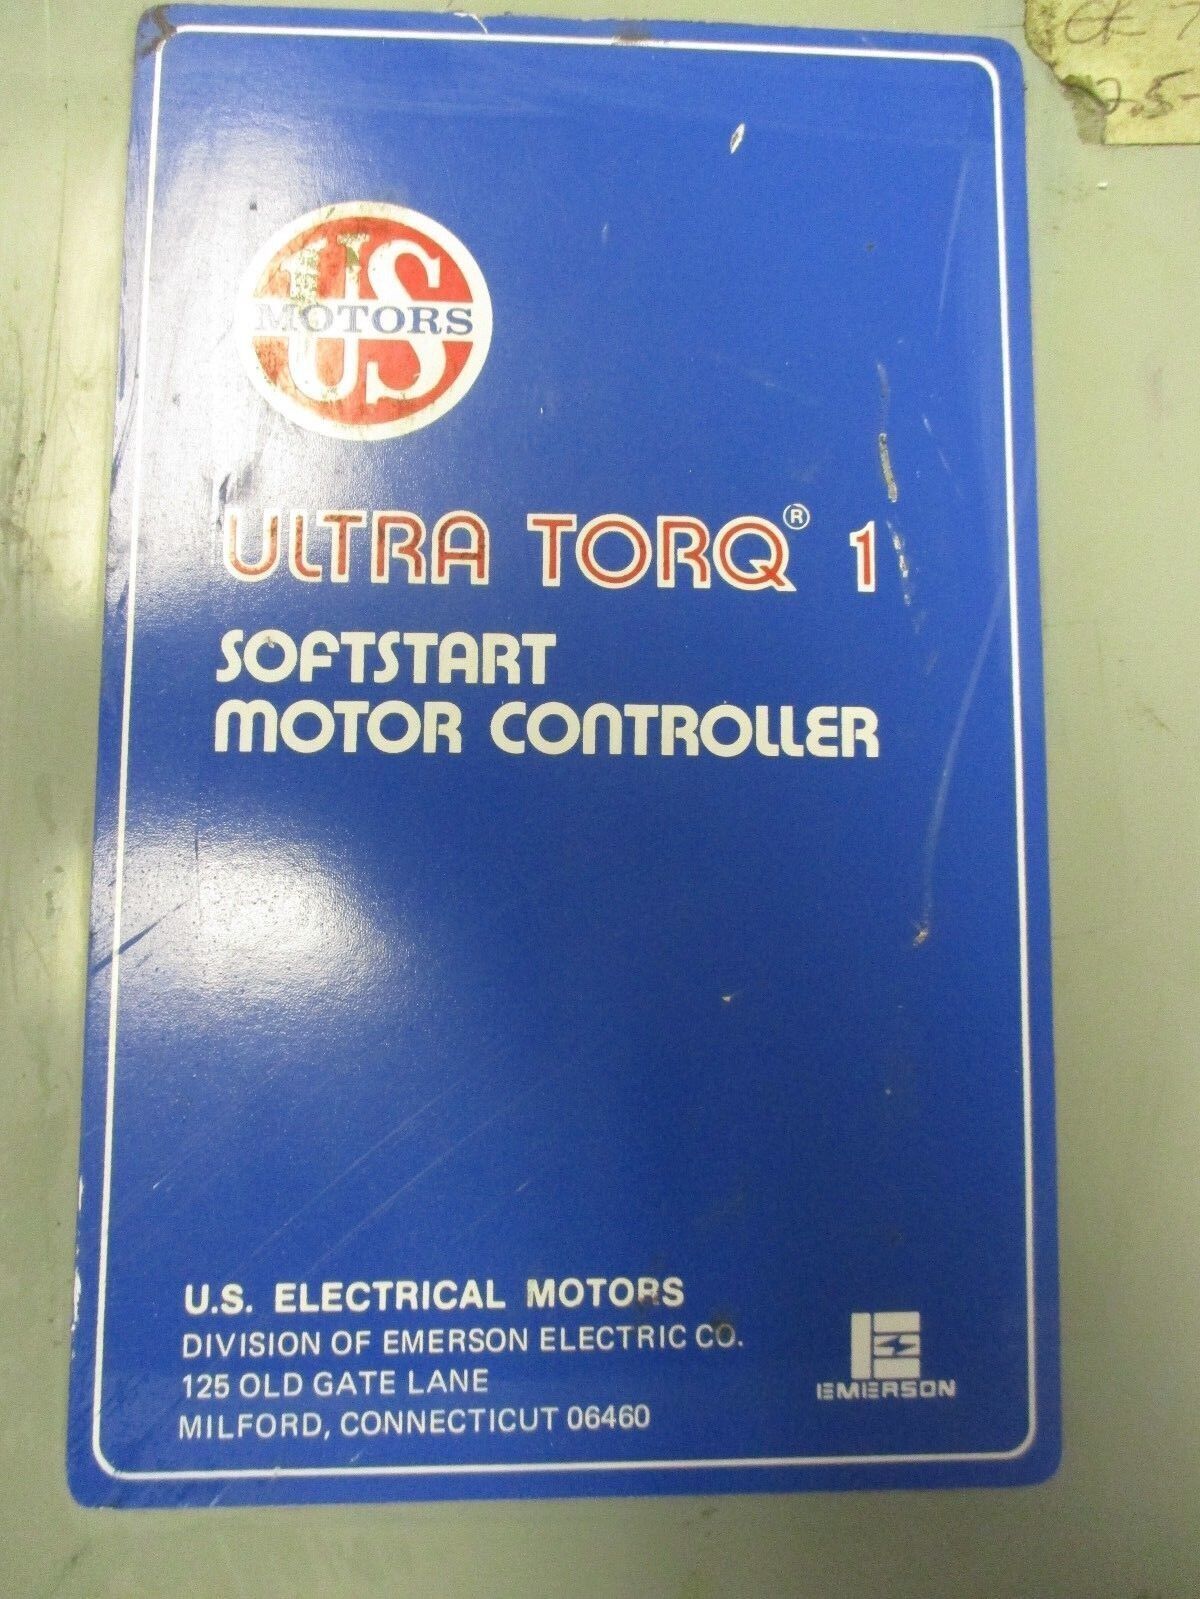 US
MOTORS
ULTRA TORQ® 1
SOFTSTART
MOTOR CONTROLLER
U.S. ELECTRICAL MOTORS
DIVISION OF EMERSON ELECTRIC CO.
125 OLD GATE LANE
MILFORD, CONNECTICUT 06460
EMERSON